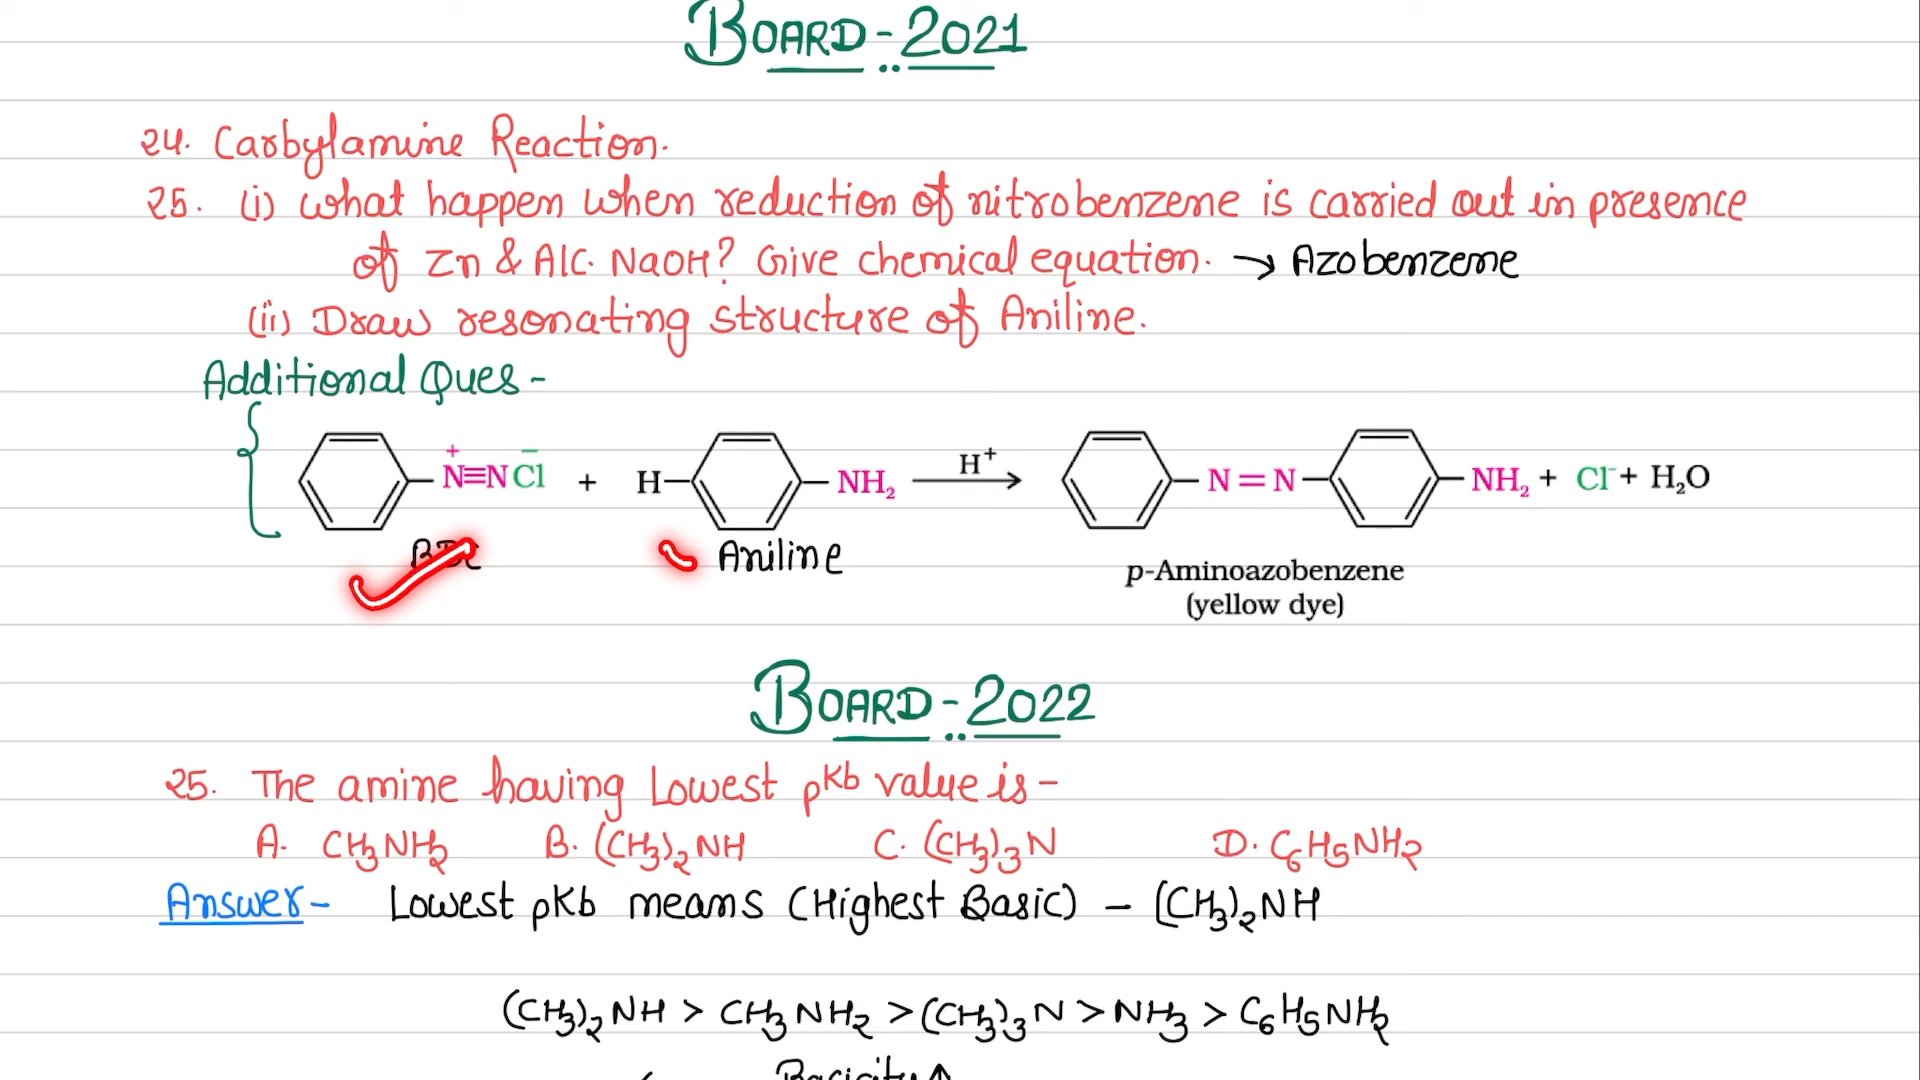 BOARD - 2021
24. Carbylamine Reaction.
25. (i) What happen when reduction of nitrobenzene is carried out in presence
of Zn & Alc. NaOH? Give chemical equation. → Azobenzene
(ii) Draw resonating structure of Aniline.
Additional Ques -
N⁺≡N Cl⁻ + H NH₂ H⁺ → N=N NH₂ + Cl⁻ + H₂O
BDC Aniline
p-Aminoazobenzene
(yellow dye)
BOARD - 2022
25. The amine having Lowest pKb value is -
A. CH₃NH₂ B. (CH₃)₂NH C. (CH₃)₃N D. C₆H₅NH₂
Answer - Lowest pKb means (Highest Basic) - (CH₃)₂NH
(CH₃)₂NH > CH₃NH₂ > (CH₃)₃N > NH₃ > C₆H₅NH₂
Basicity↑